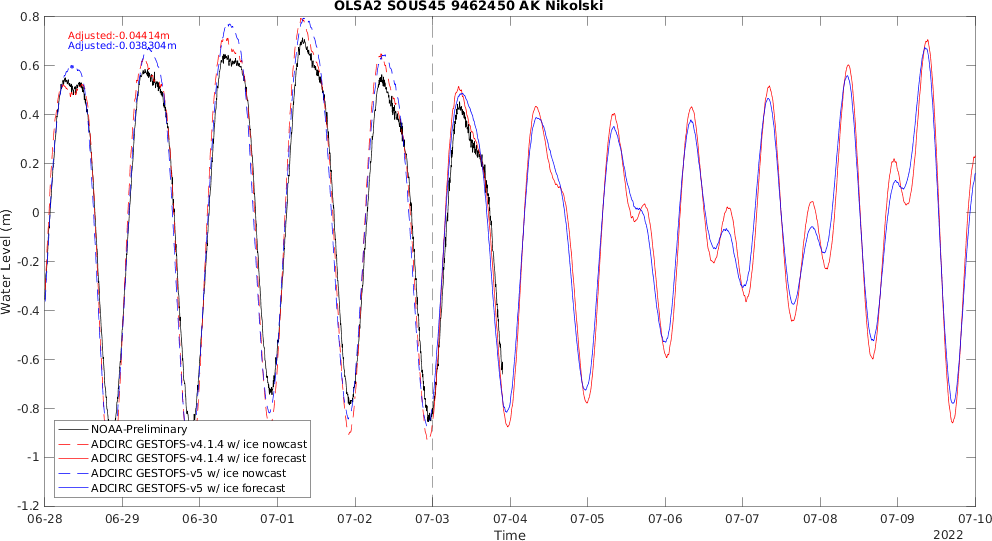 OLSA2 SOUS45 9462450 AK Nikolski
Adjusted:-0.04414m
Adjusted:-0.038304m
Water Level (m)
0.8
0.6
0.4
0.2
0
-0.2
-0.4
-0.6
-0.8
-1
-1.2
NOAA-Preliminary
ADCIRC GESTOFS-v4.1.4 w/ ice nowcast
ADCIRC GESTOFS-v4.1.4 w/ ice forecast
ADCIRC GESTOFS-v5 w/ ice nowcast
ADCIRC GESTOFS-v5 w/ ice forecast
06-28 06-29 06-30 07-01 07-02 07-03 07-04 07-05 07-06 07-07 07-08 07-09 07-10
Time
2022